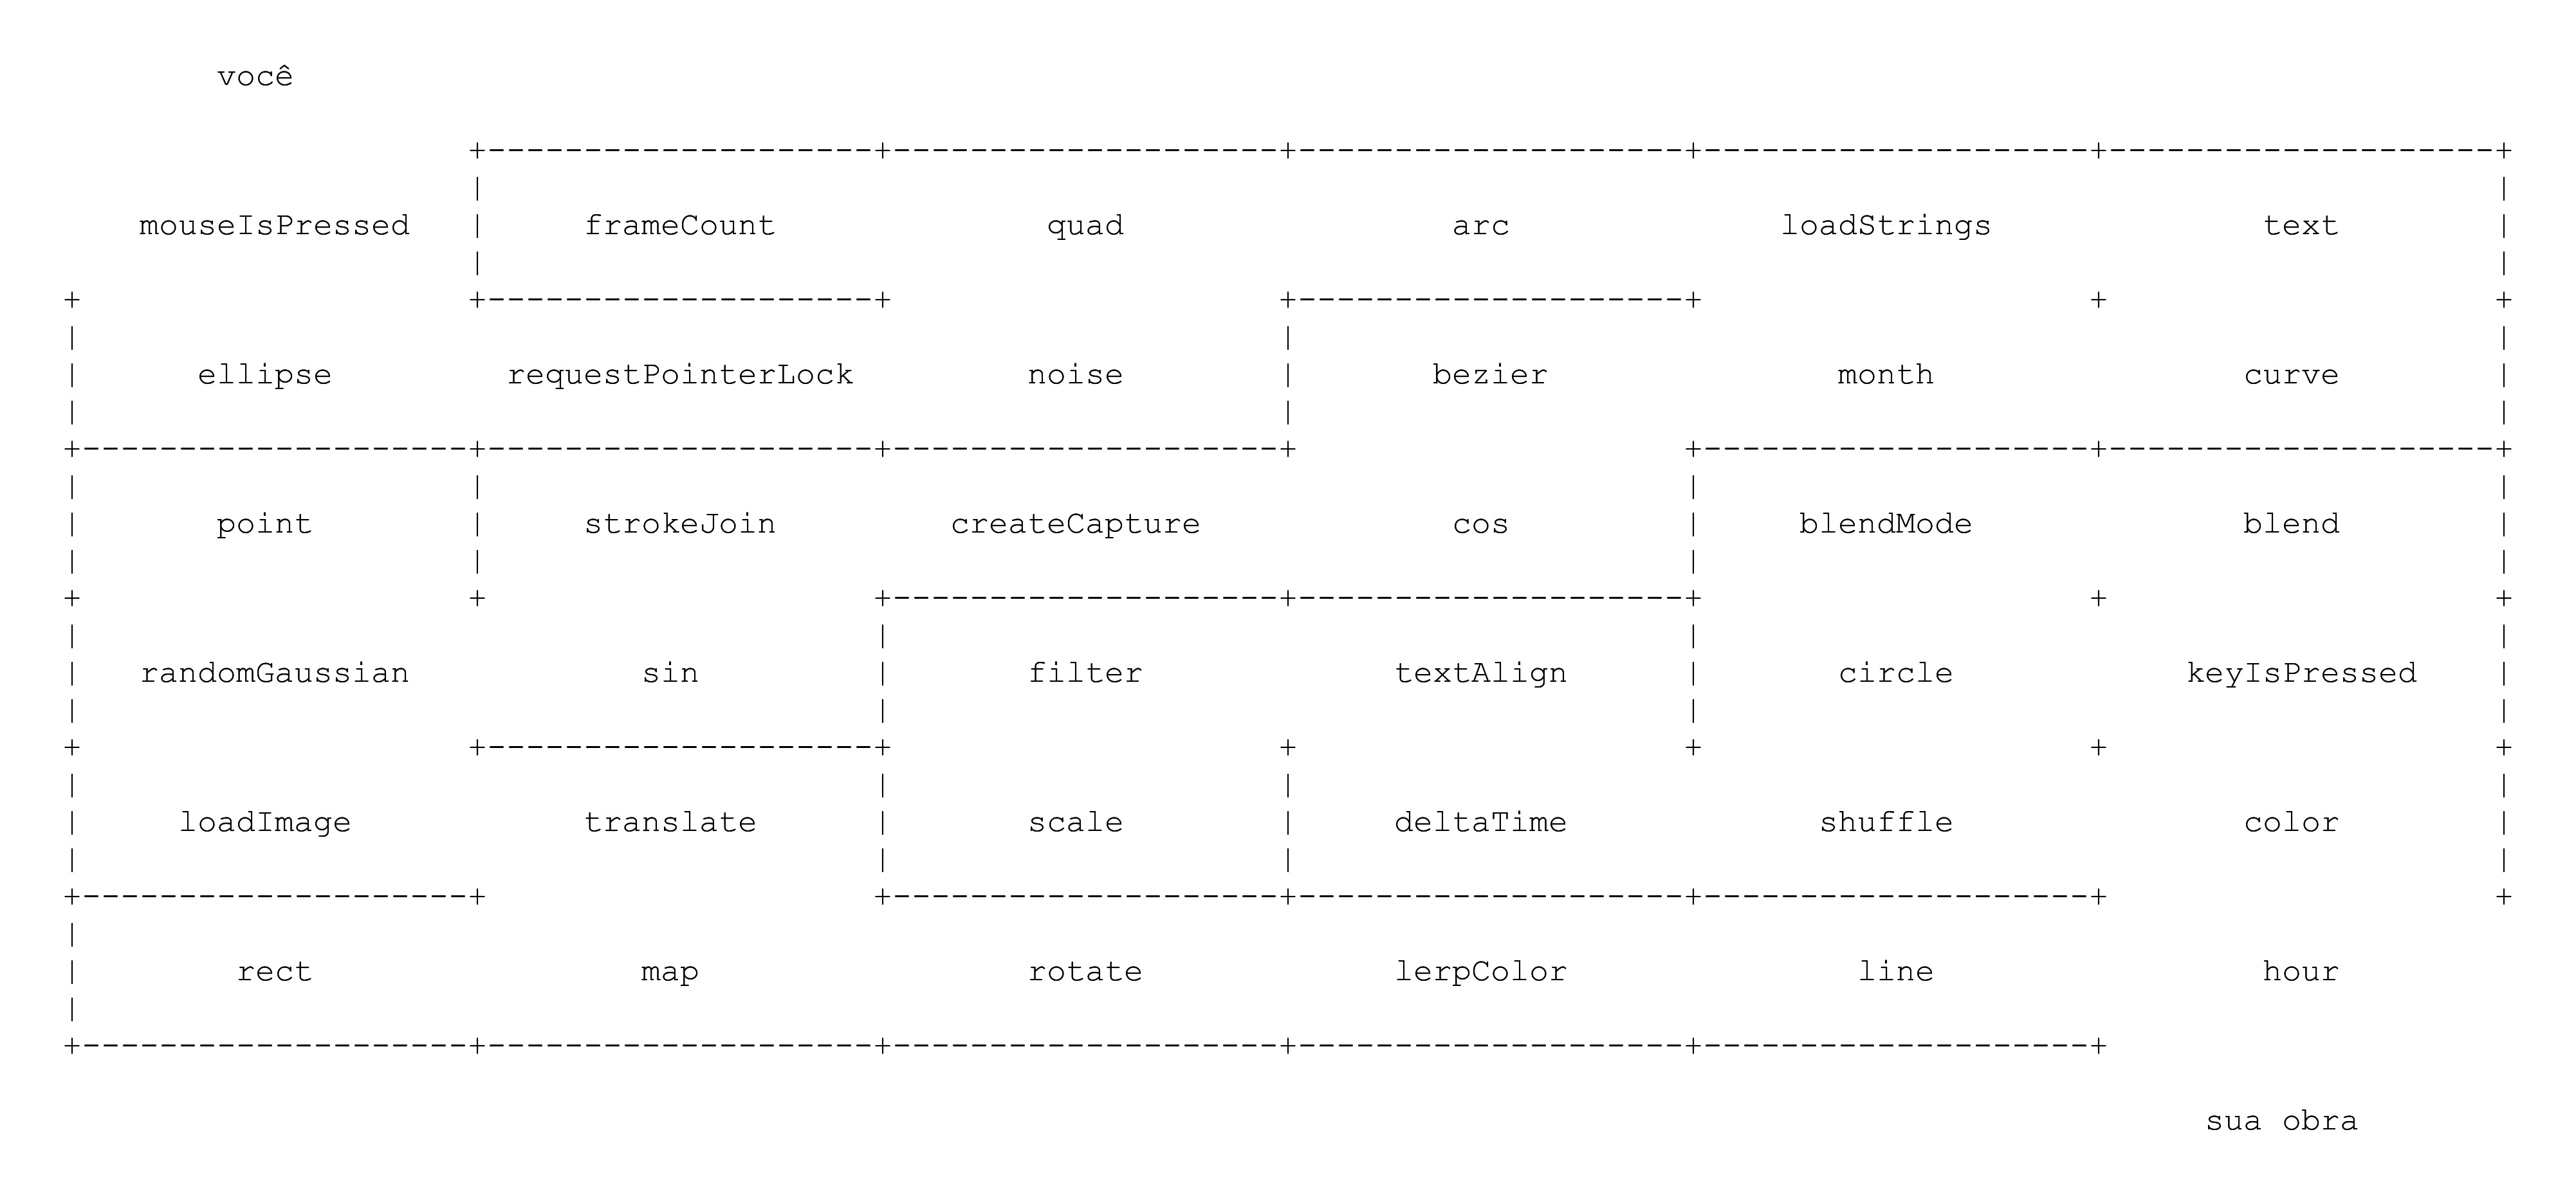 você
mouseIsPressed frameCount quad arc loadStrings text
ellipse requestPointerLock noise bezier month curve
point strokeJoin createCapture cos blendMode blend
randomGaussian sin filter textAlign circle keyIsPressed
loadImage translate scale deltaTime shuffle color
rect map rotate lerpColor line hour
sua obra